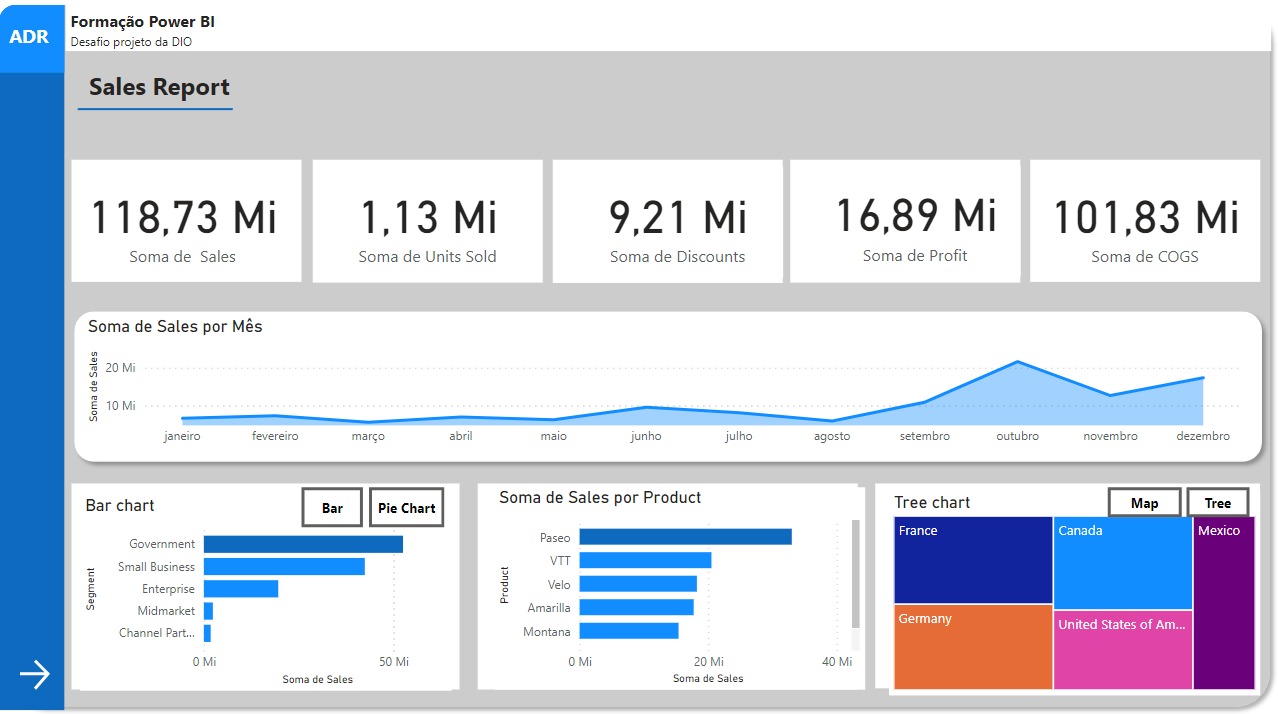 ADR
Formação Power BI
Desafio projeto da DIO
Sales Report
118,73 Mi
Soma de Sales
1,13 Mi
Soma de Units Sold
9,21 Mi
Soma de Discounts
16,89 Mi
Soma de Profit
101,83 Mi
Soma de COGS
Soma de Sales por Mês
Soma de Sales
20 Mi
10 Mi
janeiro fevereiro março abril maio junho julho agosto setembro outubro novembro dezembro
Bar chart
Bar
Pie Chart
Segment
Government
Small Business
Enterprise
Midmarket
Channel Part...
0 Mi 50 Mi
Soma de Sales
Soma de Sales por Product
Product
Paseo
VTT
Velo
Amarilla
Montana
0 Mi 20 Mi 40 Mi
Soma de Sales
Tree chart
Map
Tree
France
Canada
Mexico
Germany
United States of Am...